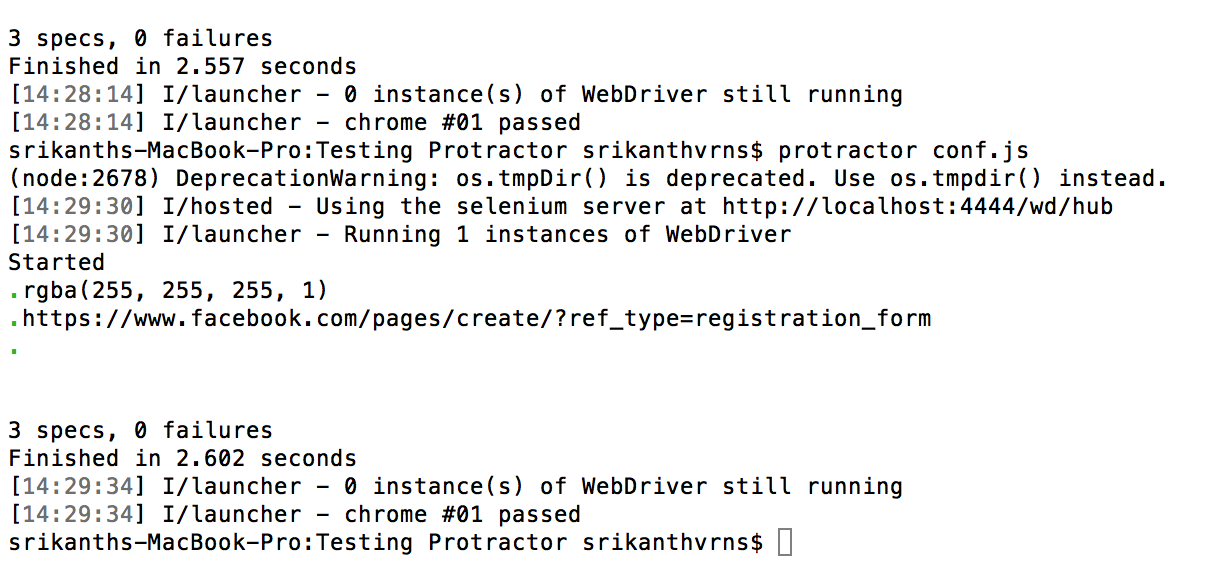 3 specs, 0 failures
Finished in 2.557 seconds
[14:28:14] I/launcher – 0 instance(s) of WebDriver still running
[14:28:14] I/launcher – chrome #01 passed
srikanths-MacBook-Pro:Testing Protractor srikanthvrns$ protractor conf.js
(node:2678) DeprecationWarning: os.tmpDir() is deprecated. Use os.tmpdir() instead.
[14:29:30] I/hosted – Using the selenium server at http://localhost:4444/wd/hub
[14:29:30] I/launcher – Running 1 instances of WebDriver
Started
.rgba(255, 255, 255, 1)
.https://www.facebook.com/pages/create/?ref_type=registration_form
.
3 specs, 0 failures
Finished in 2.602 seconds
[14:29:34] I/launcher – 0 instance(s) of WebDriver still running
[14:29:34] I/launcher – chrome #01 passed
srikanths-MacBook-Pro:Testing Protractor srikanthvrns$